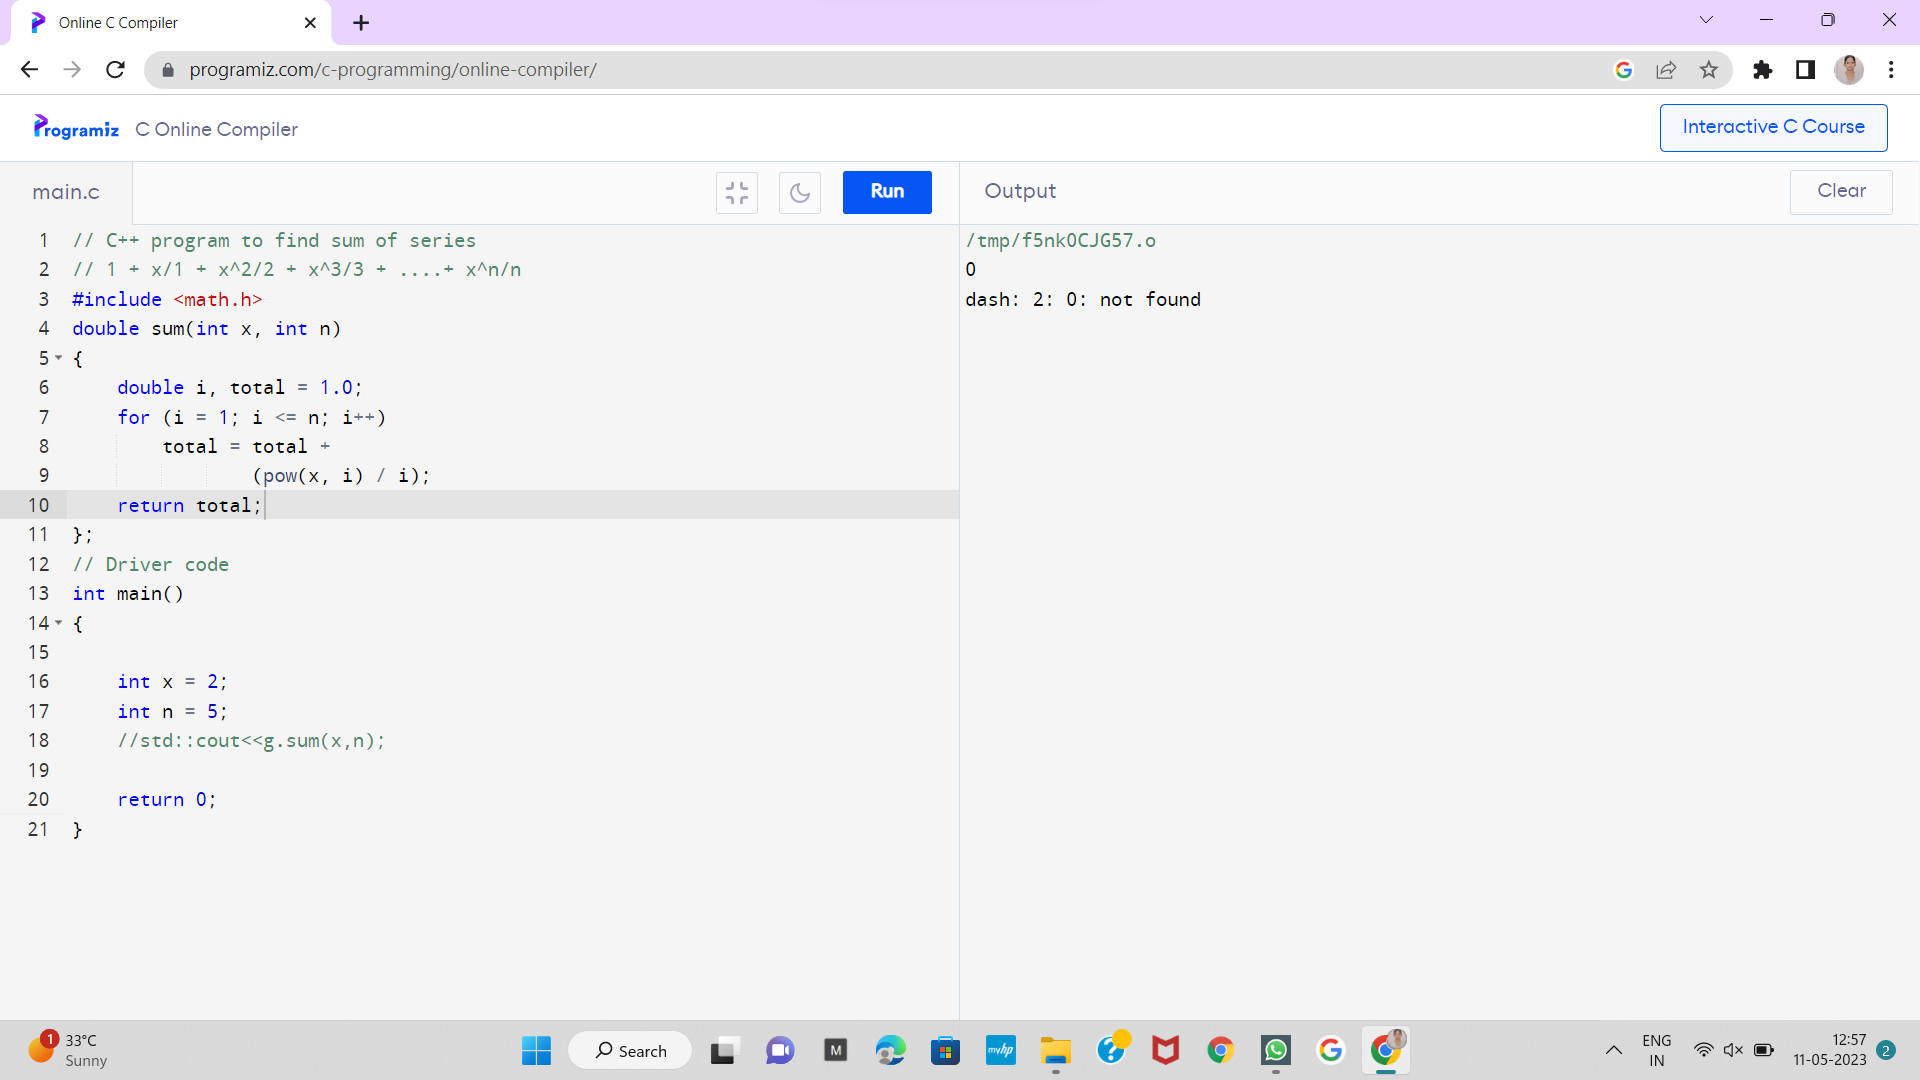 Online C Compiler
programiz.com/c-programming/online-compiler/
Programiz C Online Compiler
Interactive C Course
main.c
Run
Output
Clear
1 // C++ program to find sum of series
2 // 1 + x/1 + x^2/2 + x^3/3 + ....+ x^n/n
3 #include <math.h>
4 double sum(int x, int n)
5 {
6 double i, total = 1.0;
7 for (i = 1; i <= n; i++)
8 total = total +
9 (pow(x, i) / i);
10 return total;
11 };
12 // Driver code
13 int main()
14 {
15
16 int x = 2;
17 int n = 5;
18 //std::cout<<g.sum(x,n);
19
20 return 0;
21 }
/tmp/f5nk0CJG57.o
0
dash: 2: 0: not found
1
33°C
Sunny
Search
M
myhp
ENG
IN
12:57
11-05-2023
2